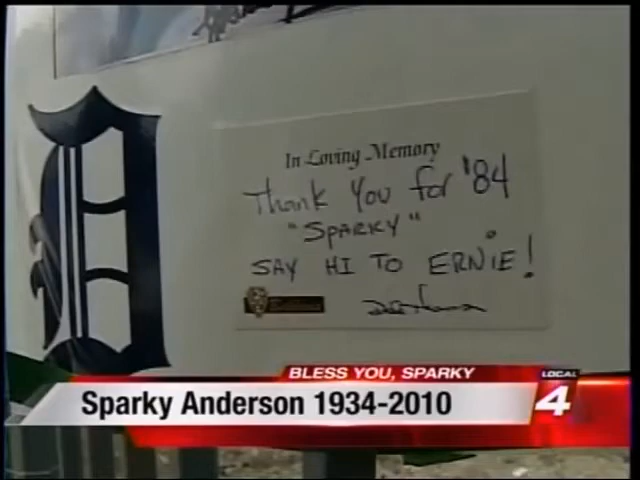 In Loving Memory
Thank You for '84
"SPARKY"
SAY HI TO ERNIE!
BLESS YOU, SPARKY
LOCAL
4
Sparky Anderson 1934-2010